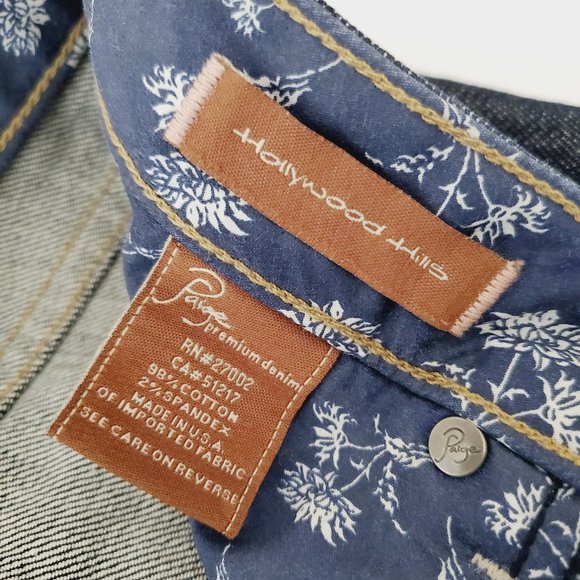 Hollywood Hills
Paige
premium denim
RN#27002
CA#51217
98% COTTON
2% SPANDEX
MADE IN U.S.A.
OF IMPORTED FABRIC
SEE CARE ON REVERSE
Paige